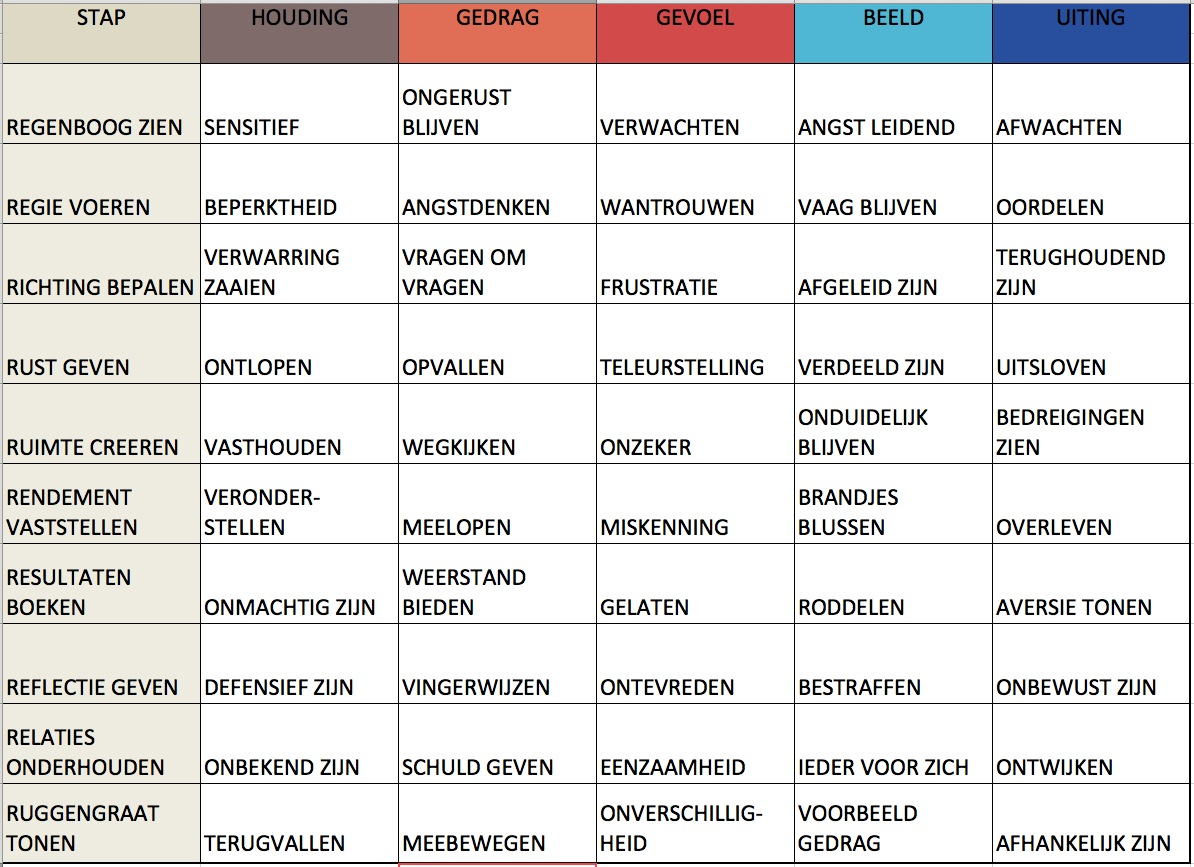 STAP HOUDING GEDRAG GEVOEL BEELD UITING
REGENBOOG ZIEN SENSITIEF ONGERUST BLIJVEN VERWACHTEN ANGST LEIDEND AFWACHTEN
REGIE VOEREN BEPERKTHEID ANGSTDENKEN WANTROUWEN VAAG BLIJVEN OORDELEN
RICHTING BEPALEN VERWARRING ZAAIEN VRAGEN OM VRAGEN FRUSTRATIE AFGELEID ZIJN TERUGHOUDEND ZIJN
RUST GEVEN ONTLOPEN OPVALLEN TELEURSTELLING VERDEELD ZIJN UITSLOVEN
RUIMTE CREEREN VASTHOUDEN WEGKIJKEN ONZEKER ONDUIDELIJK BLIJVEN BEDREIGINGEN ZIEN
RENDEMENT VASTSTELLEN VERONDER-STELLEN MEELOPEN MISKENNING BRANDJES BLUSSEN OVERLEVEN
RESULTATEN BOEKEN ONMACHTIG ZIJN WEERSTAND BIEDEN GELATEN RODDELEN AVERSIE TONEN
REFLECTIE GEVEN DEFENSIEF ZIJN VINGERWIJZEN ONTEVREDEN BESTRAFFEN ONBEWUST ZIJN
RELATIES ONDERHOUDEN ONBEKEND ZIJN SCHULD GEVEN EENZAAMHEID IEDER VOOR ZICH ONTWIJKEN
RUGGENGRAAT TONEN TERUGVALLEN MEEBEWEGEN ONVERSCHILLIG-HEID VOORBEELD GEDRAG AFHANKELIJK ZIJN